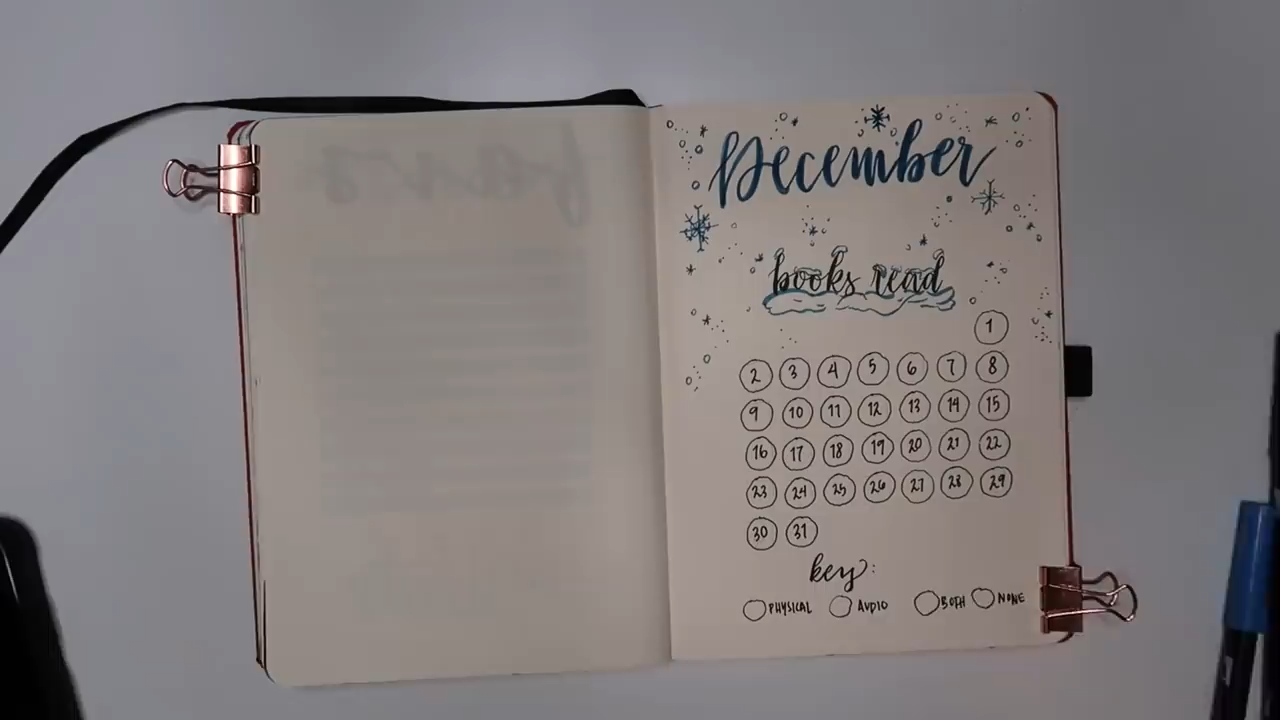 December
books read
1
2 3 4 5 6 7 8
9 10 11 12 13 14 15
16 17 18 19 20 21 22
23 24 25 26 27 28 29
30 31
key:
PHYSICAL AUDIO BOTH NONE